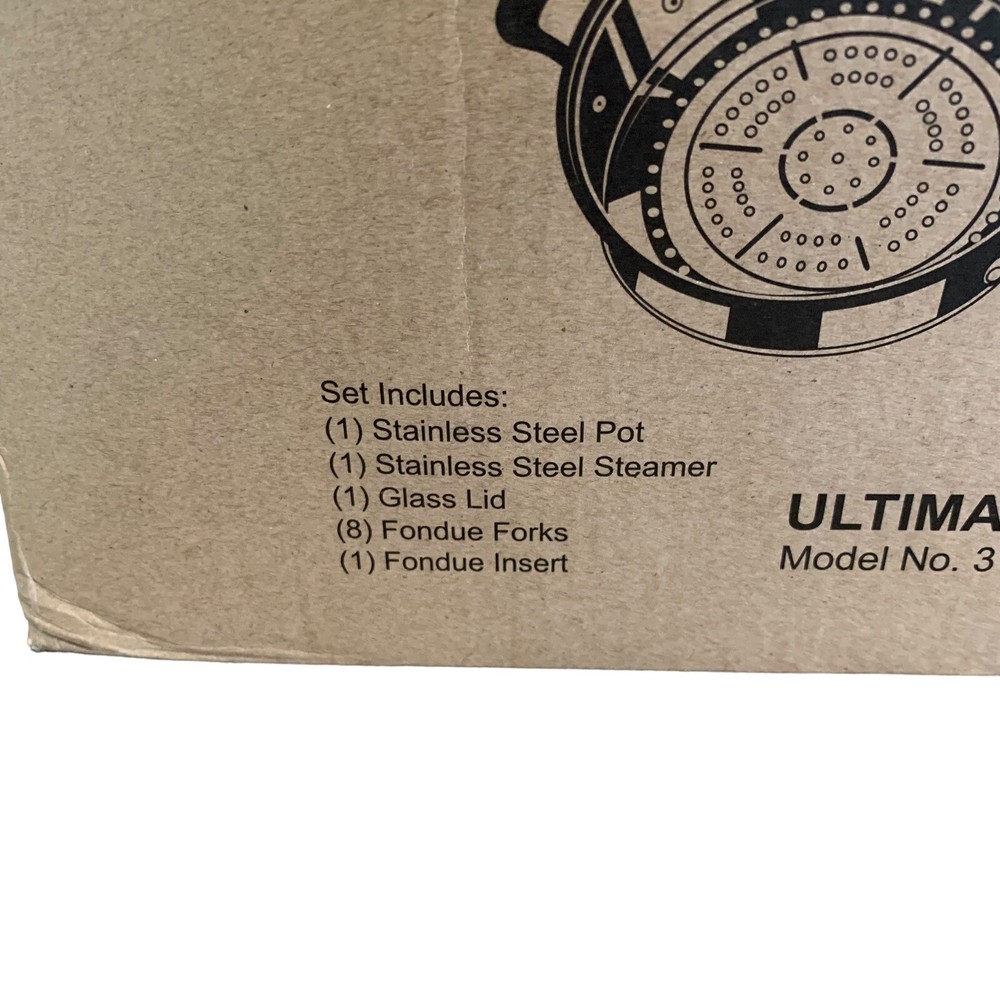 Set Includes:
(1) Stainless Steel Pot
(1) Stainless Steel Steamer
(1) Glass Lid
(8) Fondue Forks
(1) Fondue Insert
ULTIMA
Model No. 3